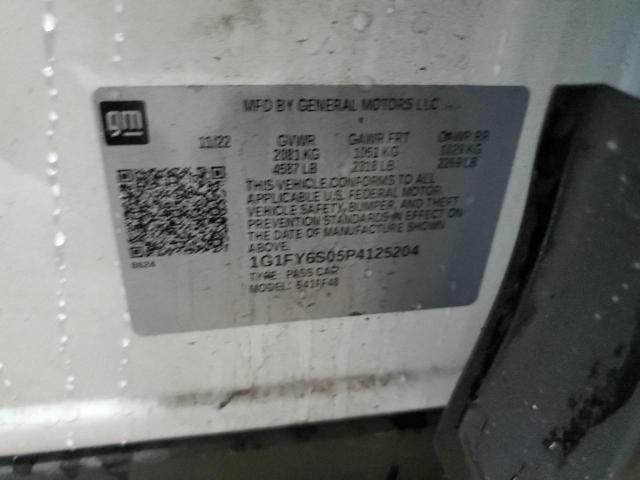 gm
MFD BY GENERAL MOTORS LLC
11/22 GVWR GAWR FRT GAWR RR
2081 KG 1051 KG 1029 KG
4587 LB 2318 LB 2269 LB
THIS VEHICLE CONFORMS TO ALL
APPLICABLE U.S. FEDERAL MOTOR
VEHICLE SAFETY, BUMPER, AND THEFT
PREVENTION STANDARDS IN EFFECT ON
THE DATE OF MANUFACTURE SHOWN
ABOVE.
1G1FY6S05P4125204
TYPE: PASS CAR
MODEL: